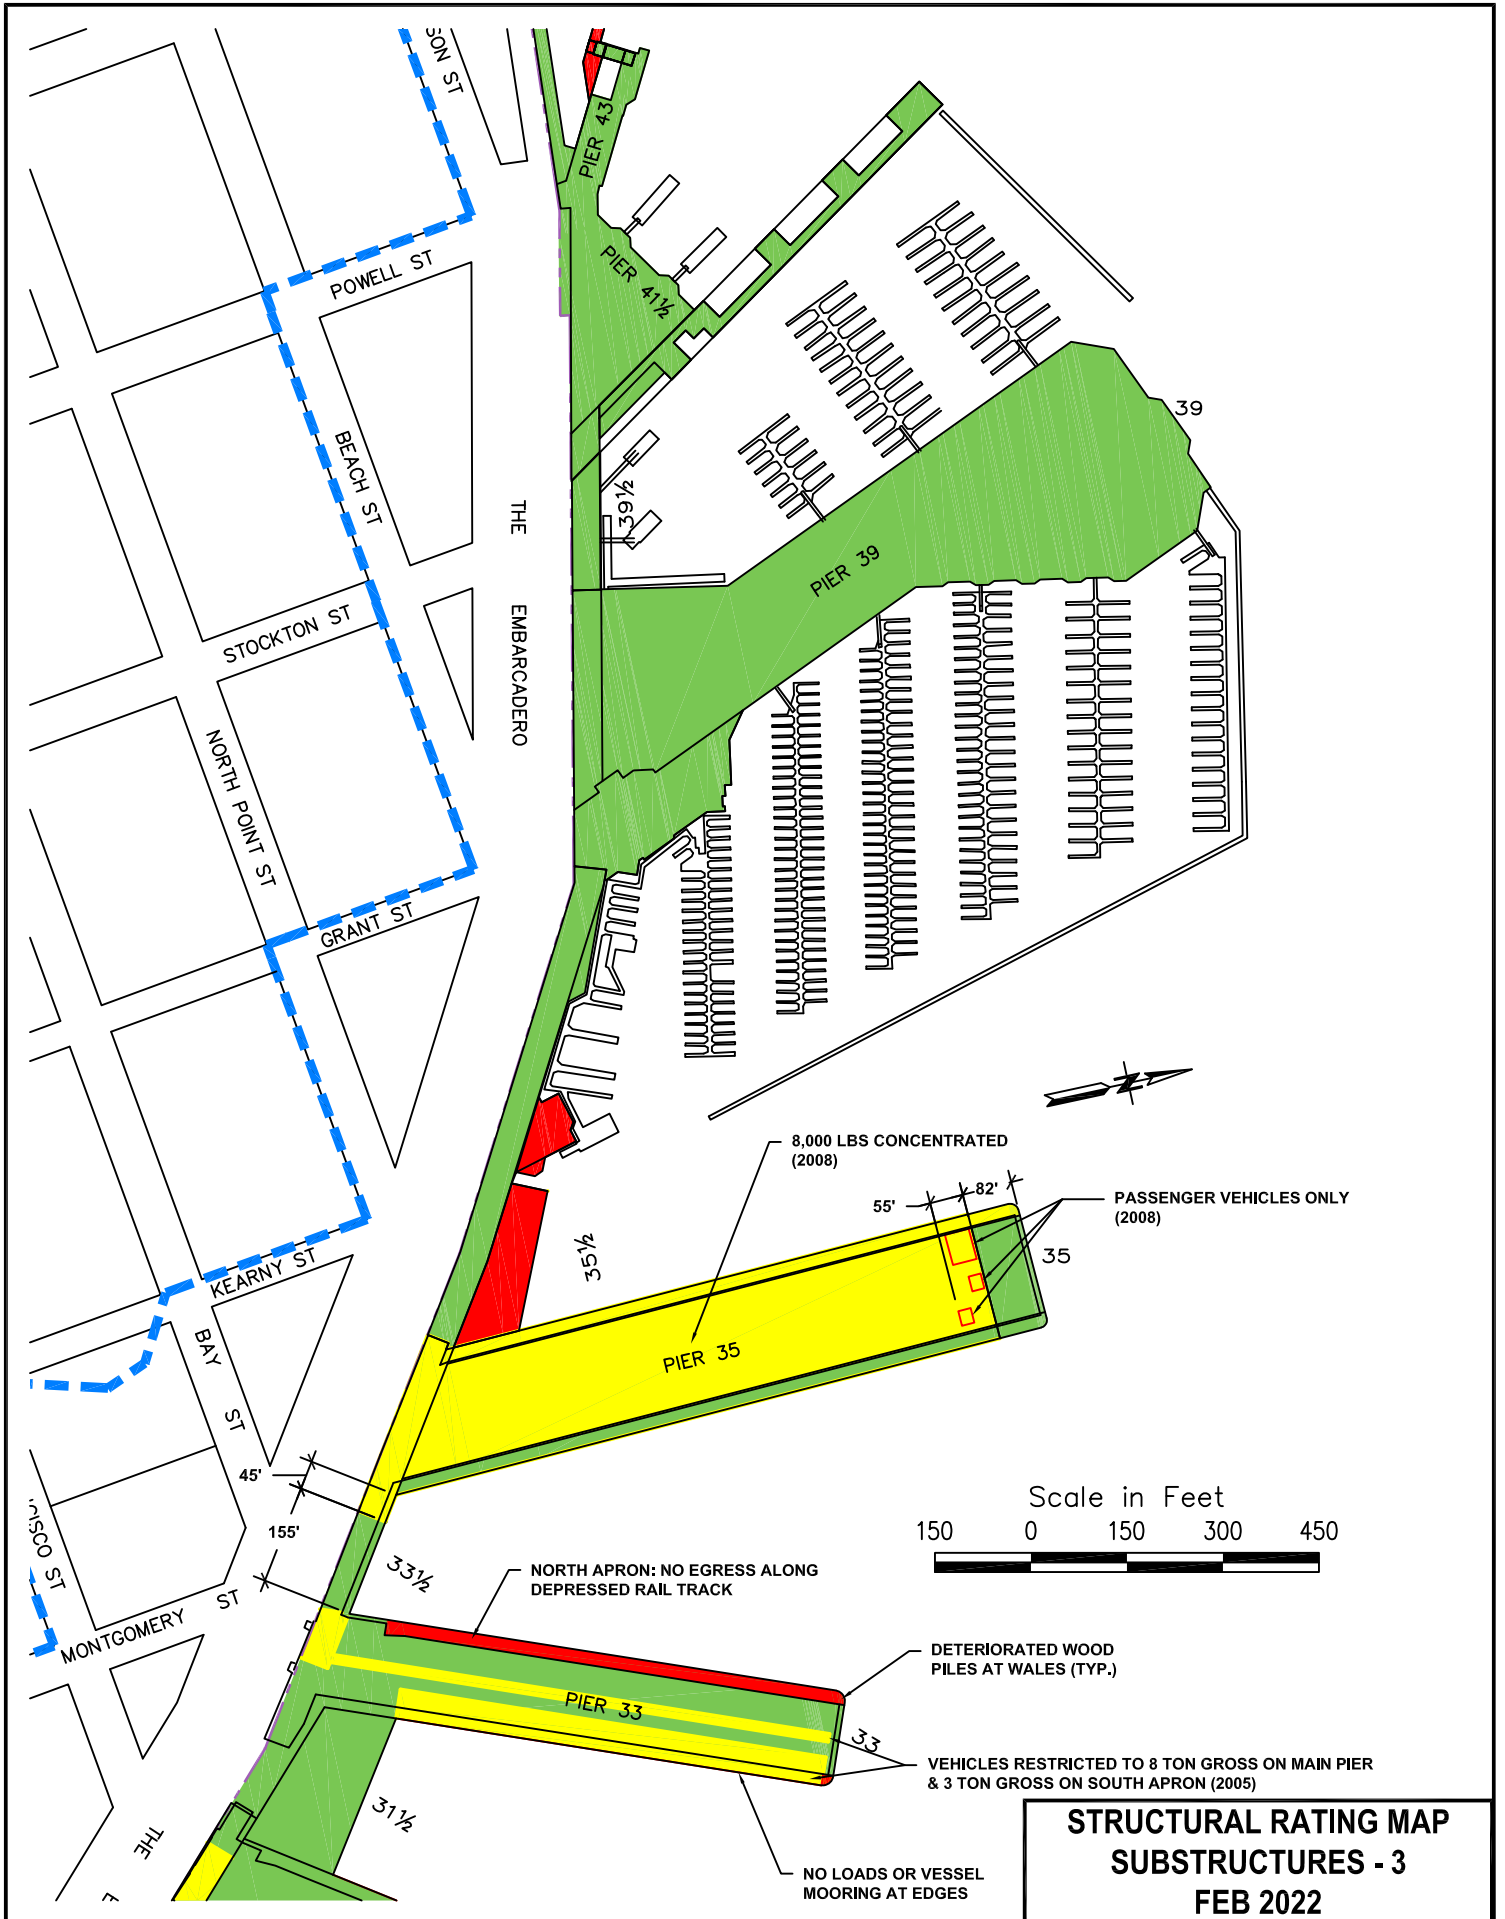 PIER 43
POWELL ST
PIER 41½
BEACH ST
39
39½
THE
EMBARCADERO
PIER 39
STOCKTON ST
NORTH POINT ST
GRANT ST
8,000 LBS CONCENTRATED
(2008)
55'
82'
PASSENGER VEHICLES ONLY
(2008)
35½
35
KEARNY ST
BAY ST
PIER 35
45'
155'
Scale in Feet
150 0 150 300 450
33½
NORTH APRON: NO EGRESS ALONG
DEPRESSED RAIL TRACK
MONTGOMERY ST
DETERIORATED WOOD
PILES AT WALES (TYP.)
PIER 33
33
VEHICLES RESTRICTED TO 8 TON GROSS ON MAIN PIER
& 3 TON GROSS ON SOUTH APRON (2005)
31½
THE
NO LOADS OR VESSEL
MOORING AT EDGES
STRUCTURAL RATING MAP
SUBSTRUCTURES - 3
FEB 2022